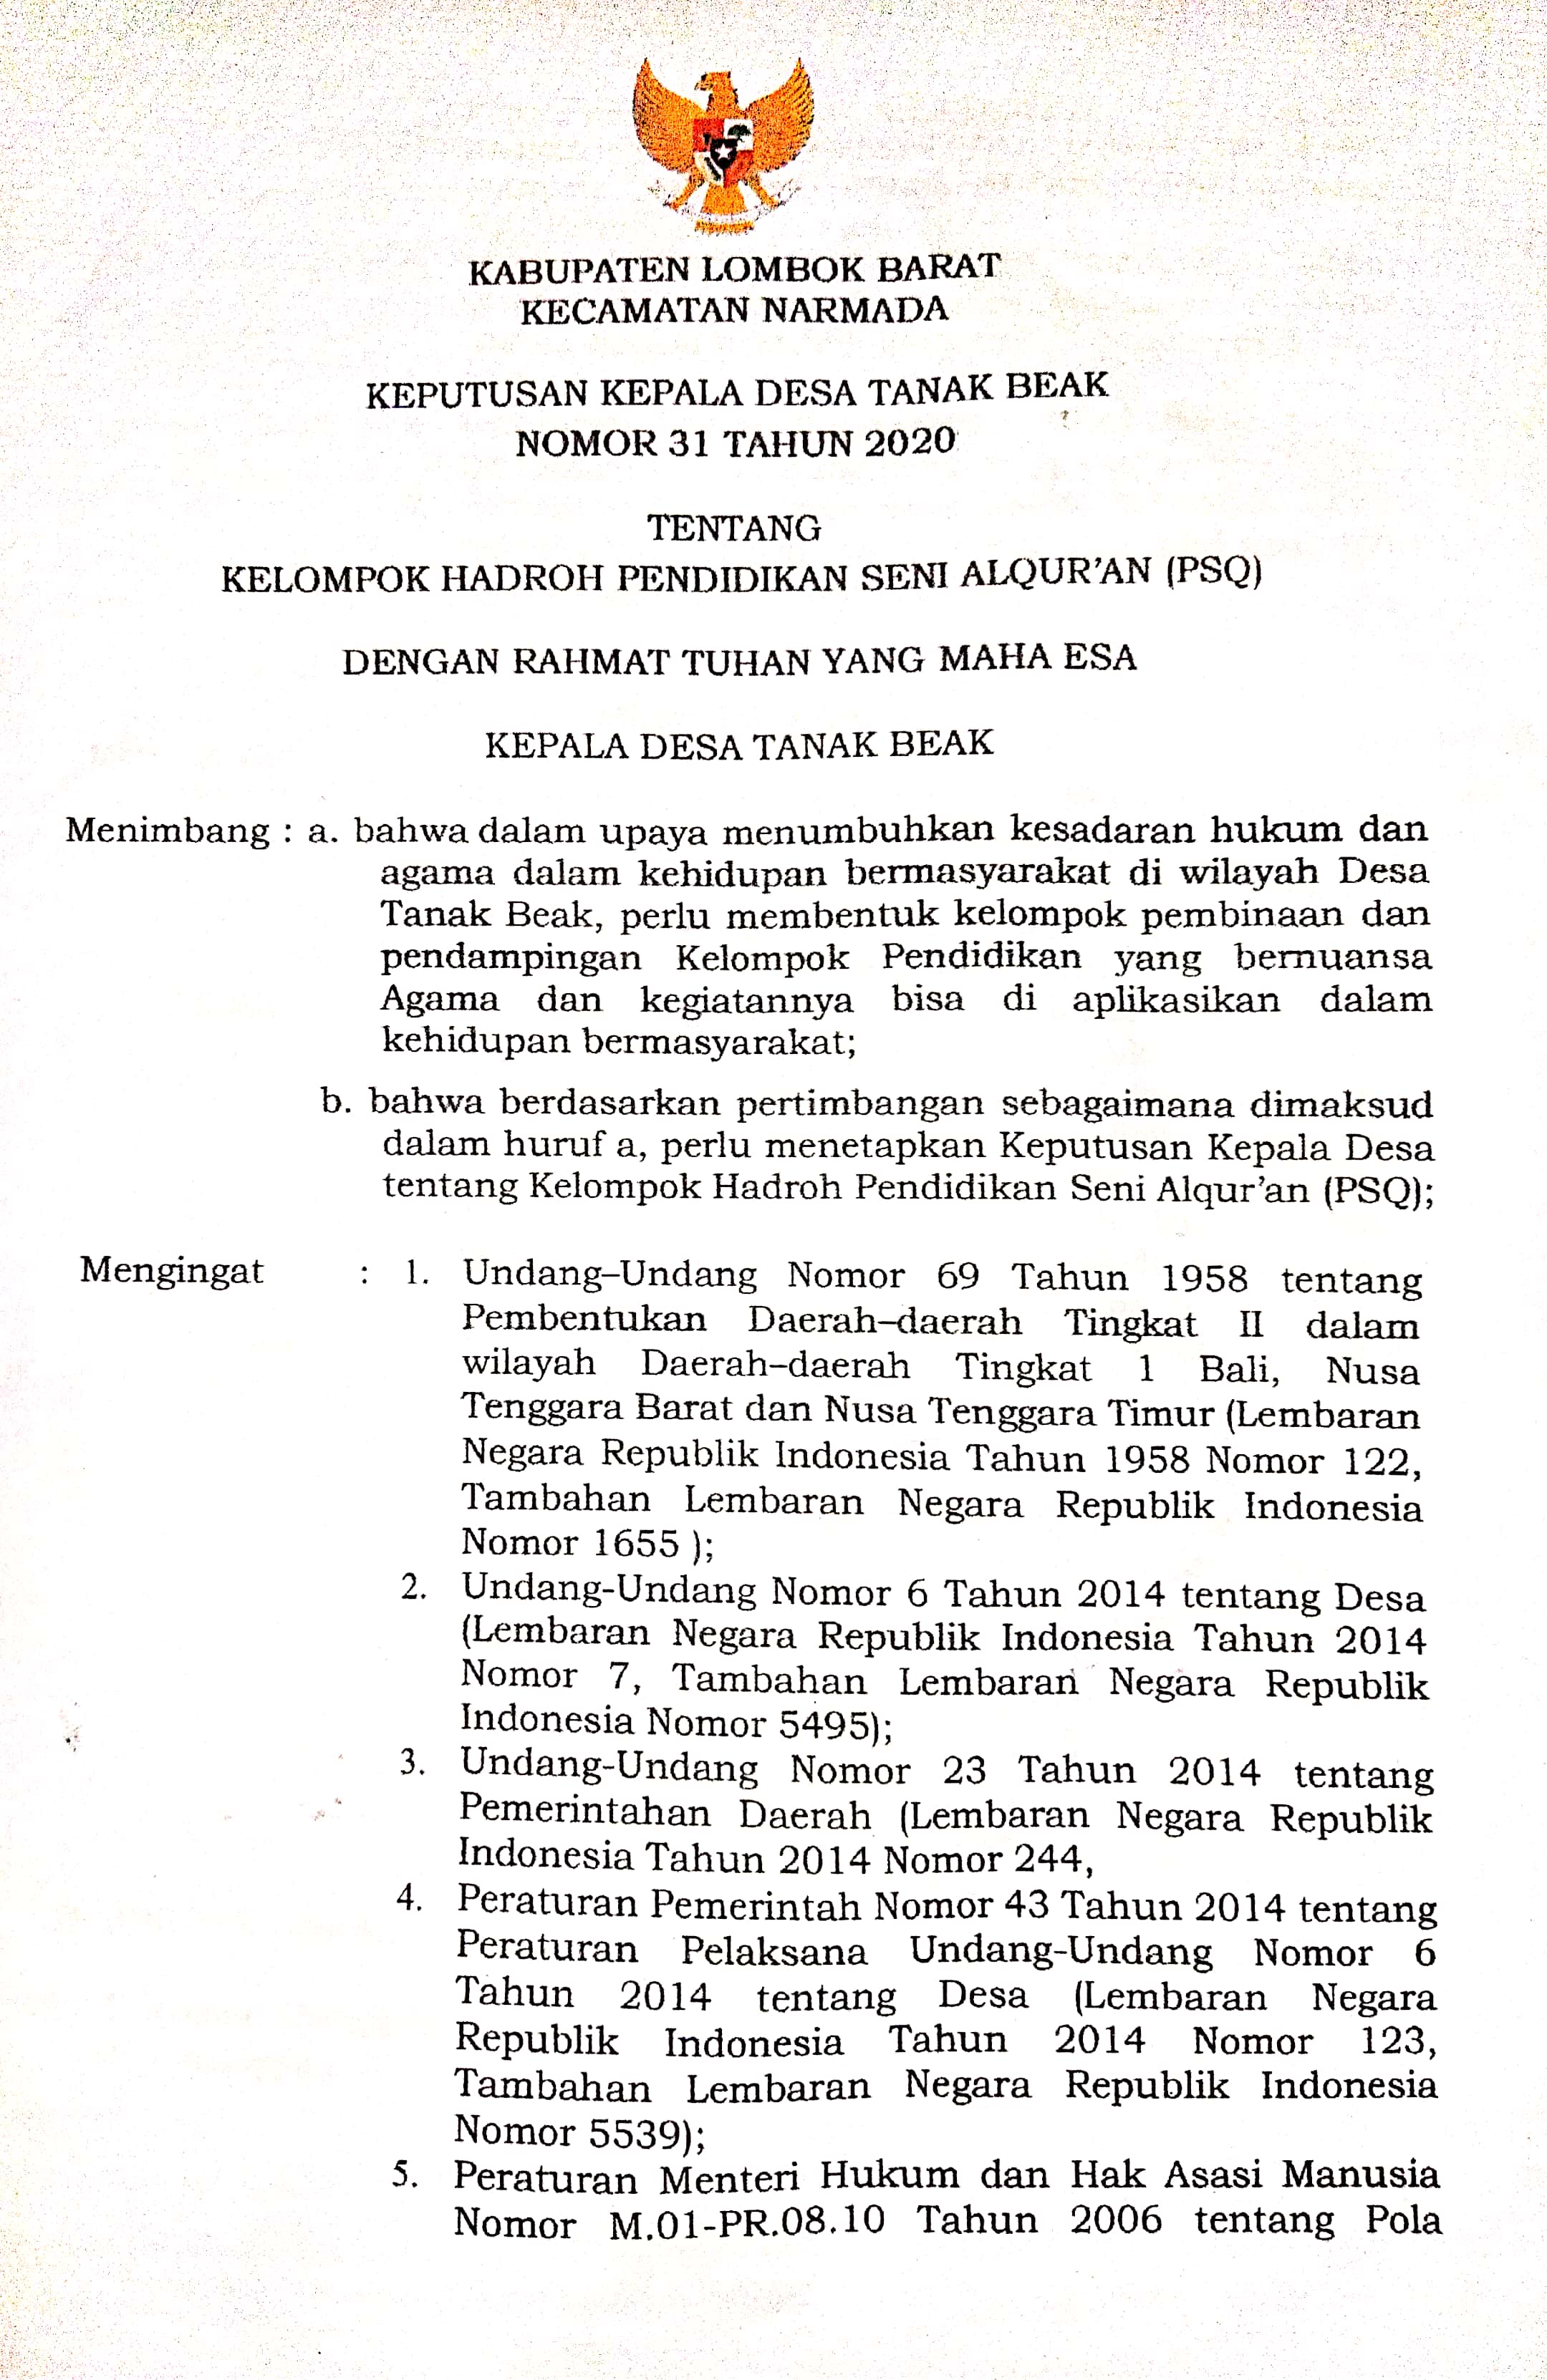 KABUPATEN LOMBOK BARAT
KECAMATAN NARMADA
KEPUTUSAN KEPALA DESA TANAK BEAK
NOMOR 31 TAHUN 2020
TENTANG
KELOMPOK HADROH PENDIDIKAN SENI ALQUR'AN (PSQ)
DENGAN RAHMAT TUHAN YANG MAHA ESA
KEPALA DESA TANAK BEAK
Menimbang : a. bahwa dalam upaya menumbuhkan kesadaran hukum dan
agama dalam kehidupan bermasyarakat di wilayah Desa
Tanak Beak, perlu membentuk kelompok pembinaan dan
pendampingan Kelompok Pendidikan yang bernuansa
Agama dan kegiatannya bisa di aplikasikan dalam
kehidupan bermasyarakat;
b. bahwa berdasarkan pertimbangan sebagaimana dimaksud
dalam huruf a, perlu menetapkan Keputusan Kepala Desa
tentang Kelompok Hadroh Pendidikan Seni Alqur'an (PSQ);
Mengingat : 1. Undang–Undang Nomor 69 Tahun 1958 tentang
Pembentukan Daerah–daerah Tingkat II dalam
wilayah Daerah–daerah Tingkat 1 Bali, Nusa
Tenggara Barat dan Nusa Tenggara Timur (Lembaran
Negara Republik Indonesia Tahun 1958 Nomor 122,
Tambahan Lembaran Negara Republik Indonesia
Nomor 1655 );
2. Undang-Undang Nomor 6 Tahun 2014 tentang Desa
(Lembaran Negara Republik Indonesia Tahun 2014
Nomor 7, Tambahan Lembaran Negara Republik
Indonesia Nomor 5495);
3. Undang-Undang Nomor 23 Tahun 2014 tentang
Pemerintahan Daerah (Lembaran Negara Republik
Indonesia Tahun 2014 Nomor 244,
4. Peraturan Pemerintah Nomor 43 Tahun 2014 tentang
Peraturan Pelaksana Undang-Undang Nomor 6
Tahun 2014 tentang Desa (Lembaran Negara
Republik Indonesia Tahun 2014 Nomor 123,
Tambahan Lembaran Negara Republik Indonesia
Nomor 5539);
5. Peraturan Menteri Hukum dan Hak Asasi Manusia
Nomor M.01-PR.08.10 Tahun 2006 tentang Pola